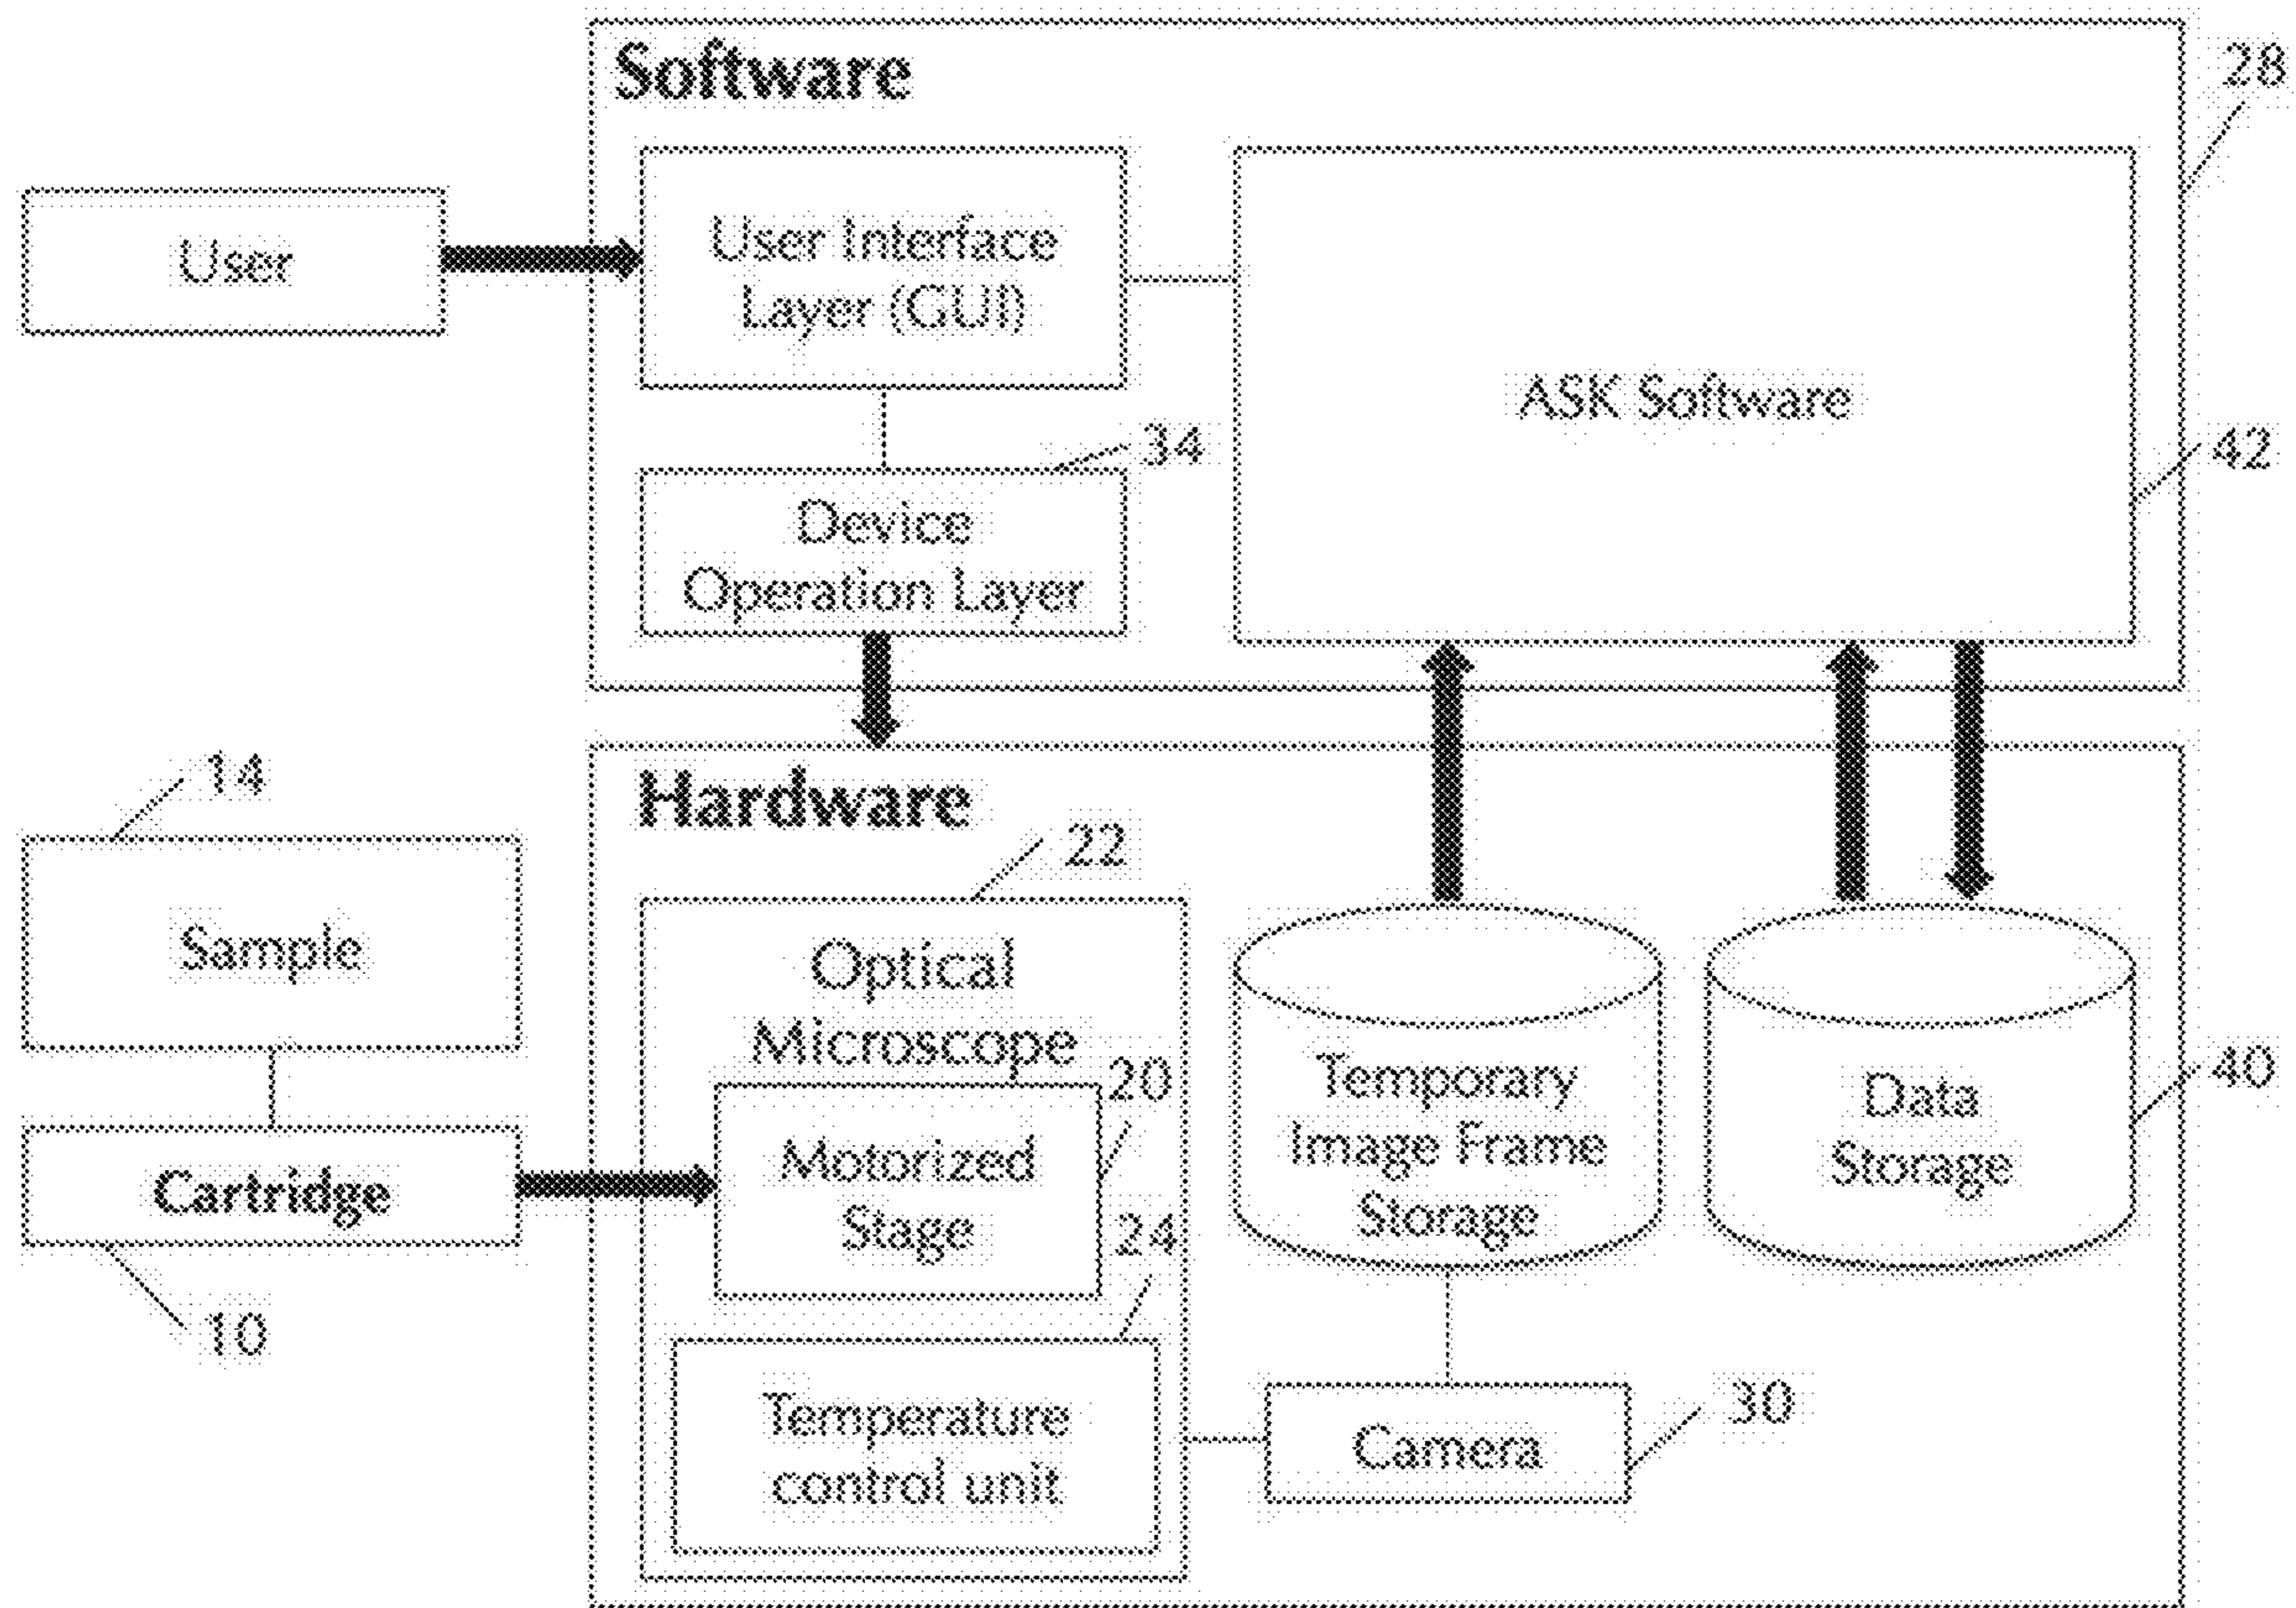 Software
28
User
User Interface
Layer (GUI)
ASK Software
34
42
Device
Operation Layer
14
Hardware
22
Sample
Optical
Microscope
20
Temporary
Image Frame
Storage
Data
Storage
40
Cartridge
Motorized
Stage
24
10
Temperature
control unit
Camera
30